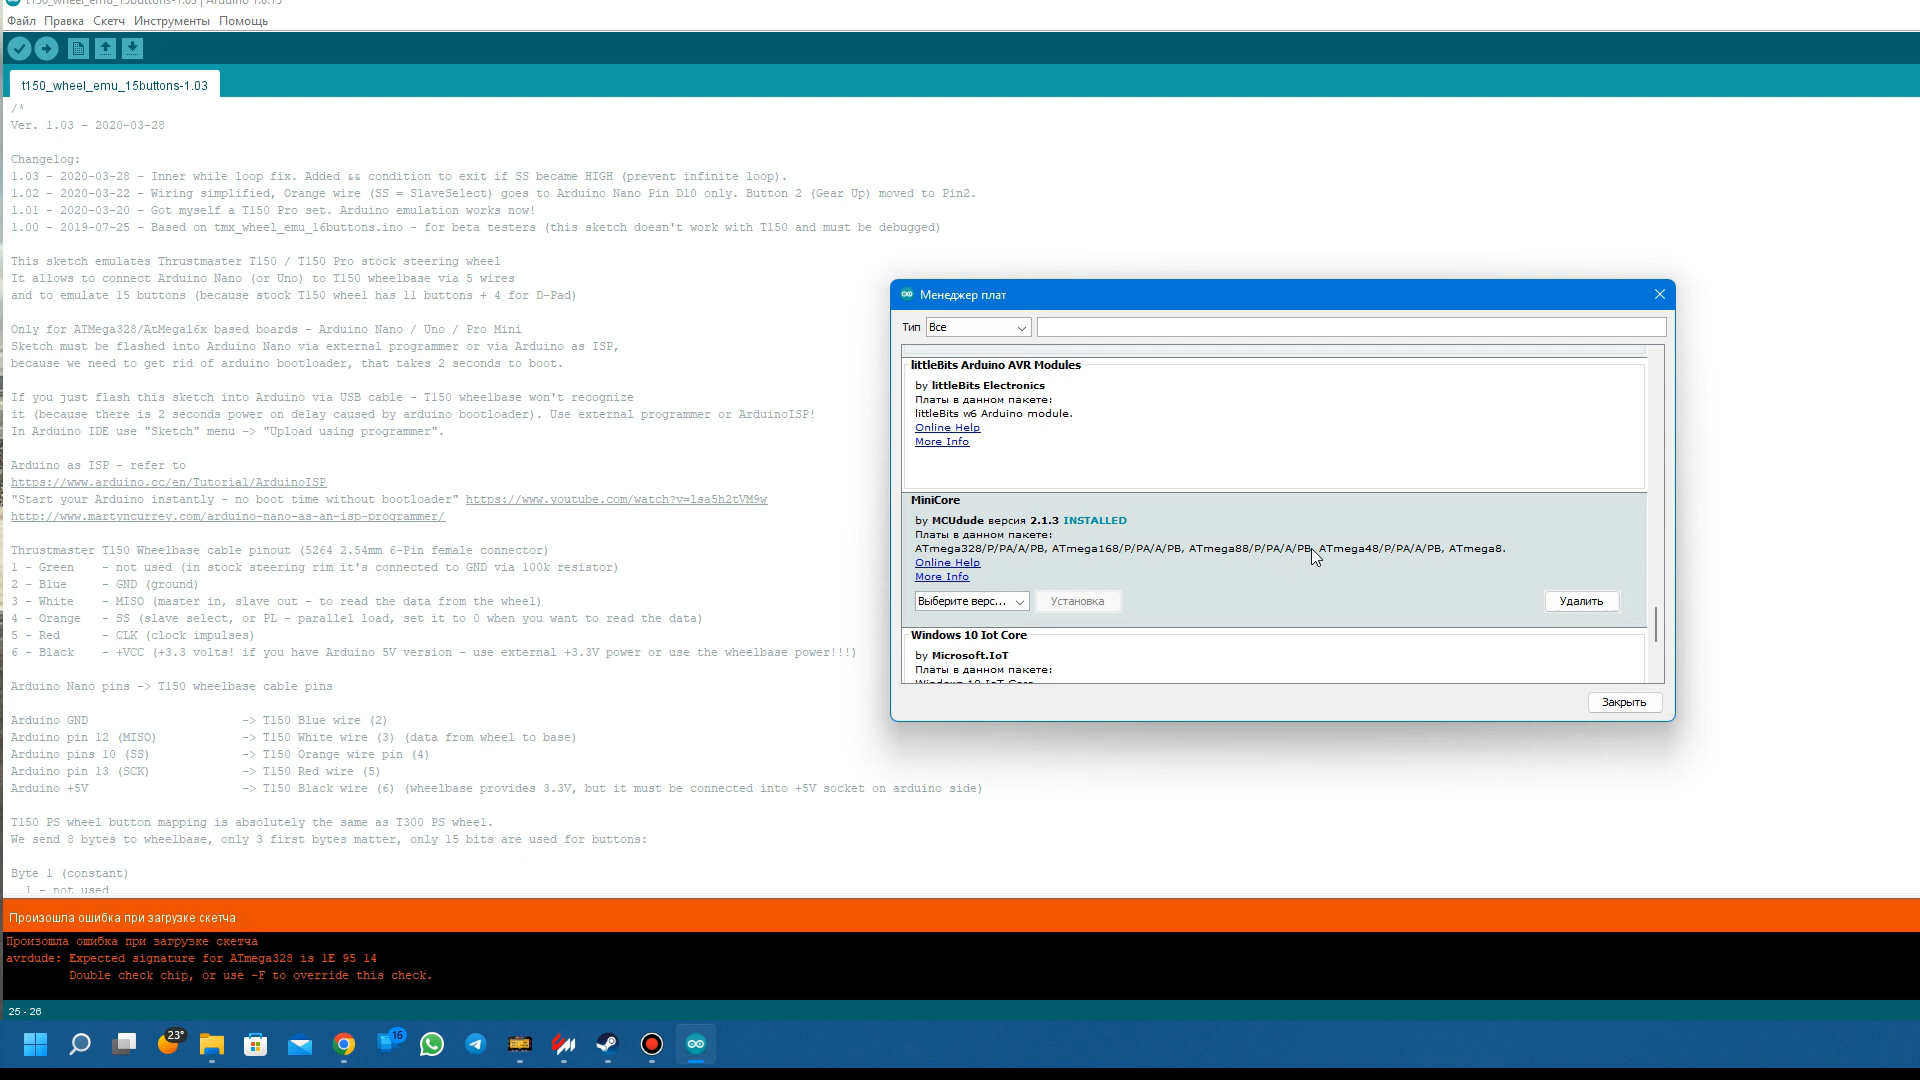 t150_wheel_emu_15buttons-1.03 | Arduino 1.8.15
Файл Правка Скетч Инструменты Помощь
t150_wheel_emu_15buttons-1.03
/*
Ver. 1.03 - 2020-03-28
Changelog:
1.03 - 2020-03-28 - Inner while loop fix. Added && condition to exit if SS became HIGH (prevent infinite loop).
1.02 - 2020-03-22 - Wiring simplified, Orange wire (SS = SlaveSelect) goes to Arduino Nano Pin D10 only. Button 2 (Gear Up) moved to Pin2.
1.01 - 2020-03-20 - Got myself a T150 Pro set. Arduino emulation works now!
1.00 - 2019-07-25 - Based on tmx_wheel_emu_16buttons.ino - for beta testers (this sketch doesn't work with T150 and must be debugged)
This sketch emulates Thrustmaster T150 / T150 Pro stock steering wheel
It allows to connect Arduino Nano (or Uno) to T150 wheelbase via 5 wires
and to emulate 15 buttons (because stock T150 wheel has 11 buttons + 4 for D-Pad)
Only for ATMega328/AtMega16x based boards - Arduino Nano / Uno / Pro Mini
Sketch must be flashed into Arduino Nano via external programmer or via Arduino as ISP,
because we need to get rid of arduino bootloader, that takes 2 seconds to boot.
If you just flash this sketch into Arduino via USB cable - T150 wheelbase won't recognize
it (because there is 2 seconds power on delay caused by arduino bootloader). Use external programmer or ArduinoISP!
In Arduino IDE use "Sketch" menu -> "Upload using programmer".
Arduino as ISP - refer to
https://www.arduino.cc/en/Tutorial/ArduinoISP
"Start your Arduino instantly - no boot time without bootloader" https://www.youtube.com/watch?v=lsa5h2tVM9w
http://www.martyncurrey.com/arduino-nano-as-an-isp-programmer/
Thrustmaster T150 Wheelbase cable pinout (5264 2.54mm 6-Pin female connector)
1 - Green - not used (in stock steering rim it's connected to GND via 100k resistor)
2 - Blue - GND (ground)
3 - White - MISO (master in, slave out - to read the data from the wheel)
4 - Orange - SS (slave select, or PL - parallel load, set it to 0 when you want to read the data)
5 - Red - CLK (clock impulses)
6 - Black - +VCC (+3.3 volts! if you have Arduino 5V version - use external +3.3V power or use the wheelbase power!!!)
Arduino Nano pins -> T150 wheelbase cable pins
Arduino GND -> T150 Blue wire (2)
Arduino pin 12 (MISO) -> T150 White wire (3) (data from wheel to base)
Arduino pins 10 (SS) -> T150 Orange wire pin (4)
Arduino pin 13 (SCK) -> T150 Red wire (5)
Arduino +5V -> T150 Black wire (6) (wheelbase provides 3.3V, but it must be connected into +5V socket on arduino side)
T150 PS wheel button mapping is absolutely the same as T300 PS wheel.
We send 8 bytes to wheelbase, only 3 first bytes matter, only 15 bits are used for buttons:
Byte 1 (constant)
1 - not used
Менеджер плат
Тип Все
littleBits Arduino AVR Modules
by littleBits Electronics
Платы в данном пакете:
littleBits w6 Arduino module.
Online Help
More Info
MiniCore
by MCUdude версия 2.1.3 INSTALLED
Платы в данном пакете:
ATmega328/P/PA/A/PB, ATmega168/P/PA/A/PB, ATmega88/P/PA/A/PB, ATmega48/P/PA/A/PB, ATmega8.
Online Help
More Info
Выберите верс... Установка Удалить
Windows 10 Iot Core
by Microsoft.IoT
Платы в данном пакете:
Windows 10 IoT Core
Закрыть
Произошла ошибка при загрузке скетча
Произошла ошибка при загрузке скетча
avrdude: Expected signature for ATmega328 is 1E 95 14
Double check chip, or use -F to override this check.
25 - 26
23°
16